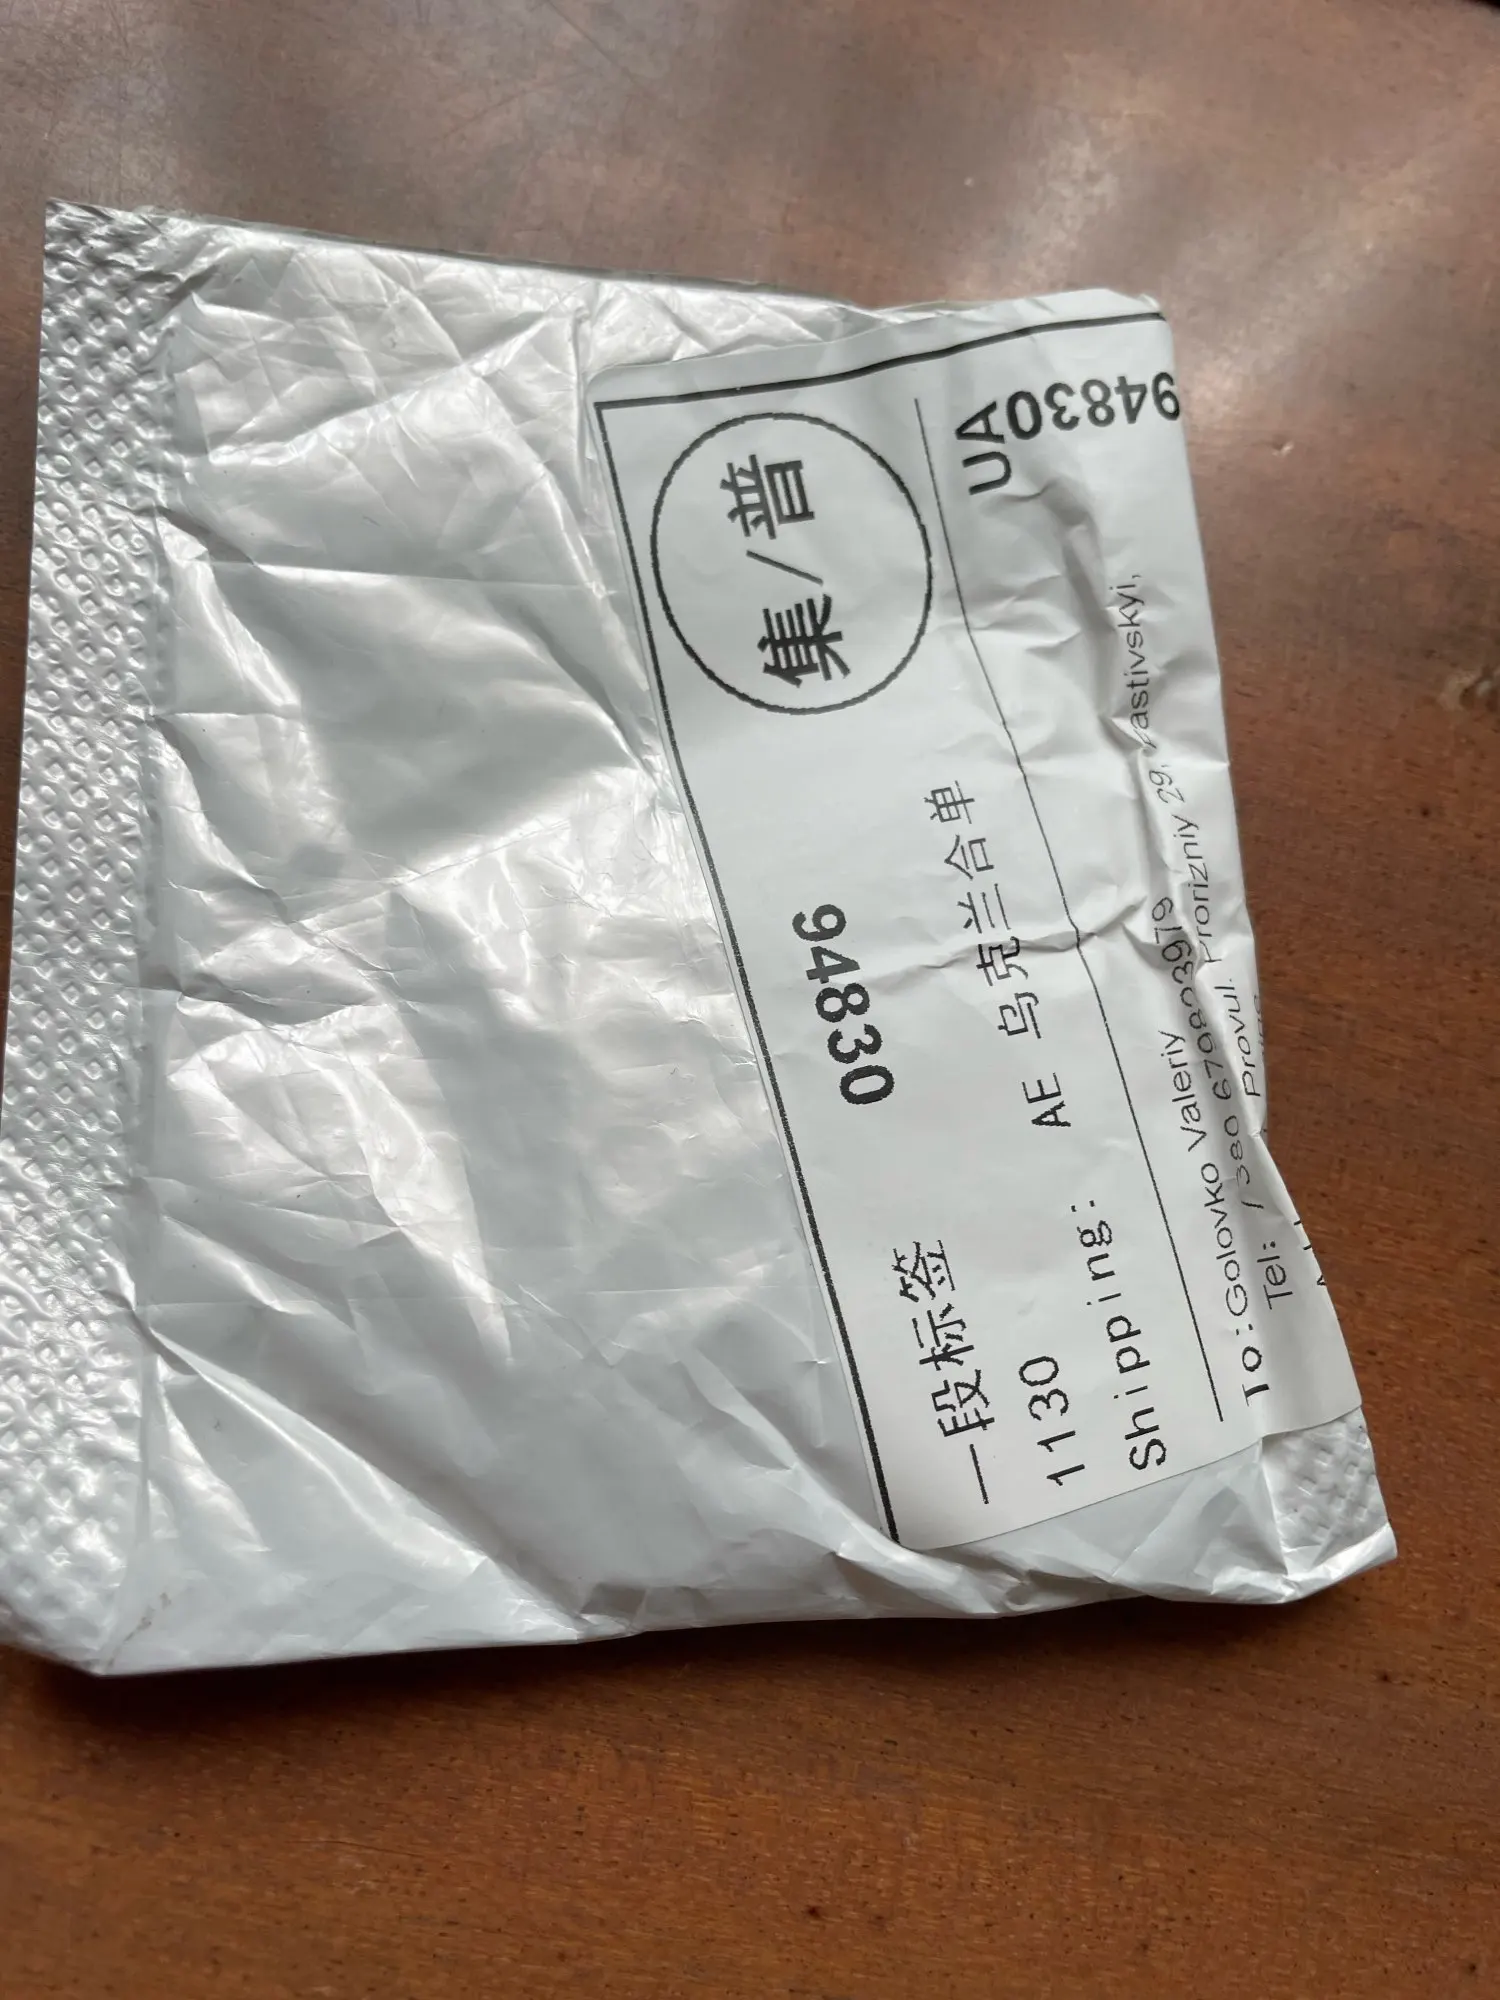 一段标签 94830 集/普
1130
Shipping: AE 乌克兰合单 UA
94830
To:Golovko Valeriy
Tel:
Provul. Prorizniy 29,